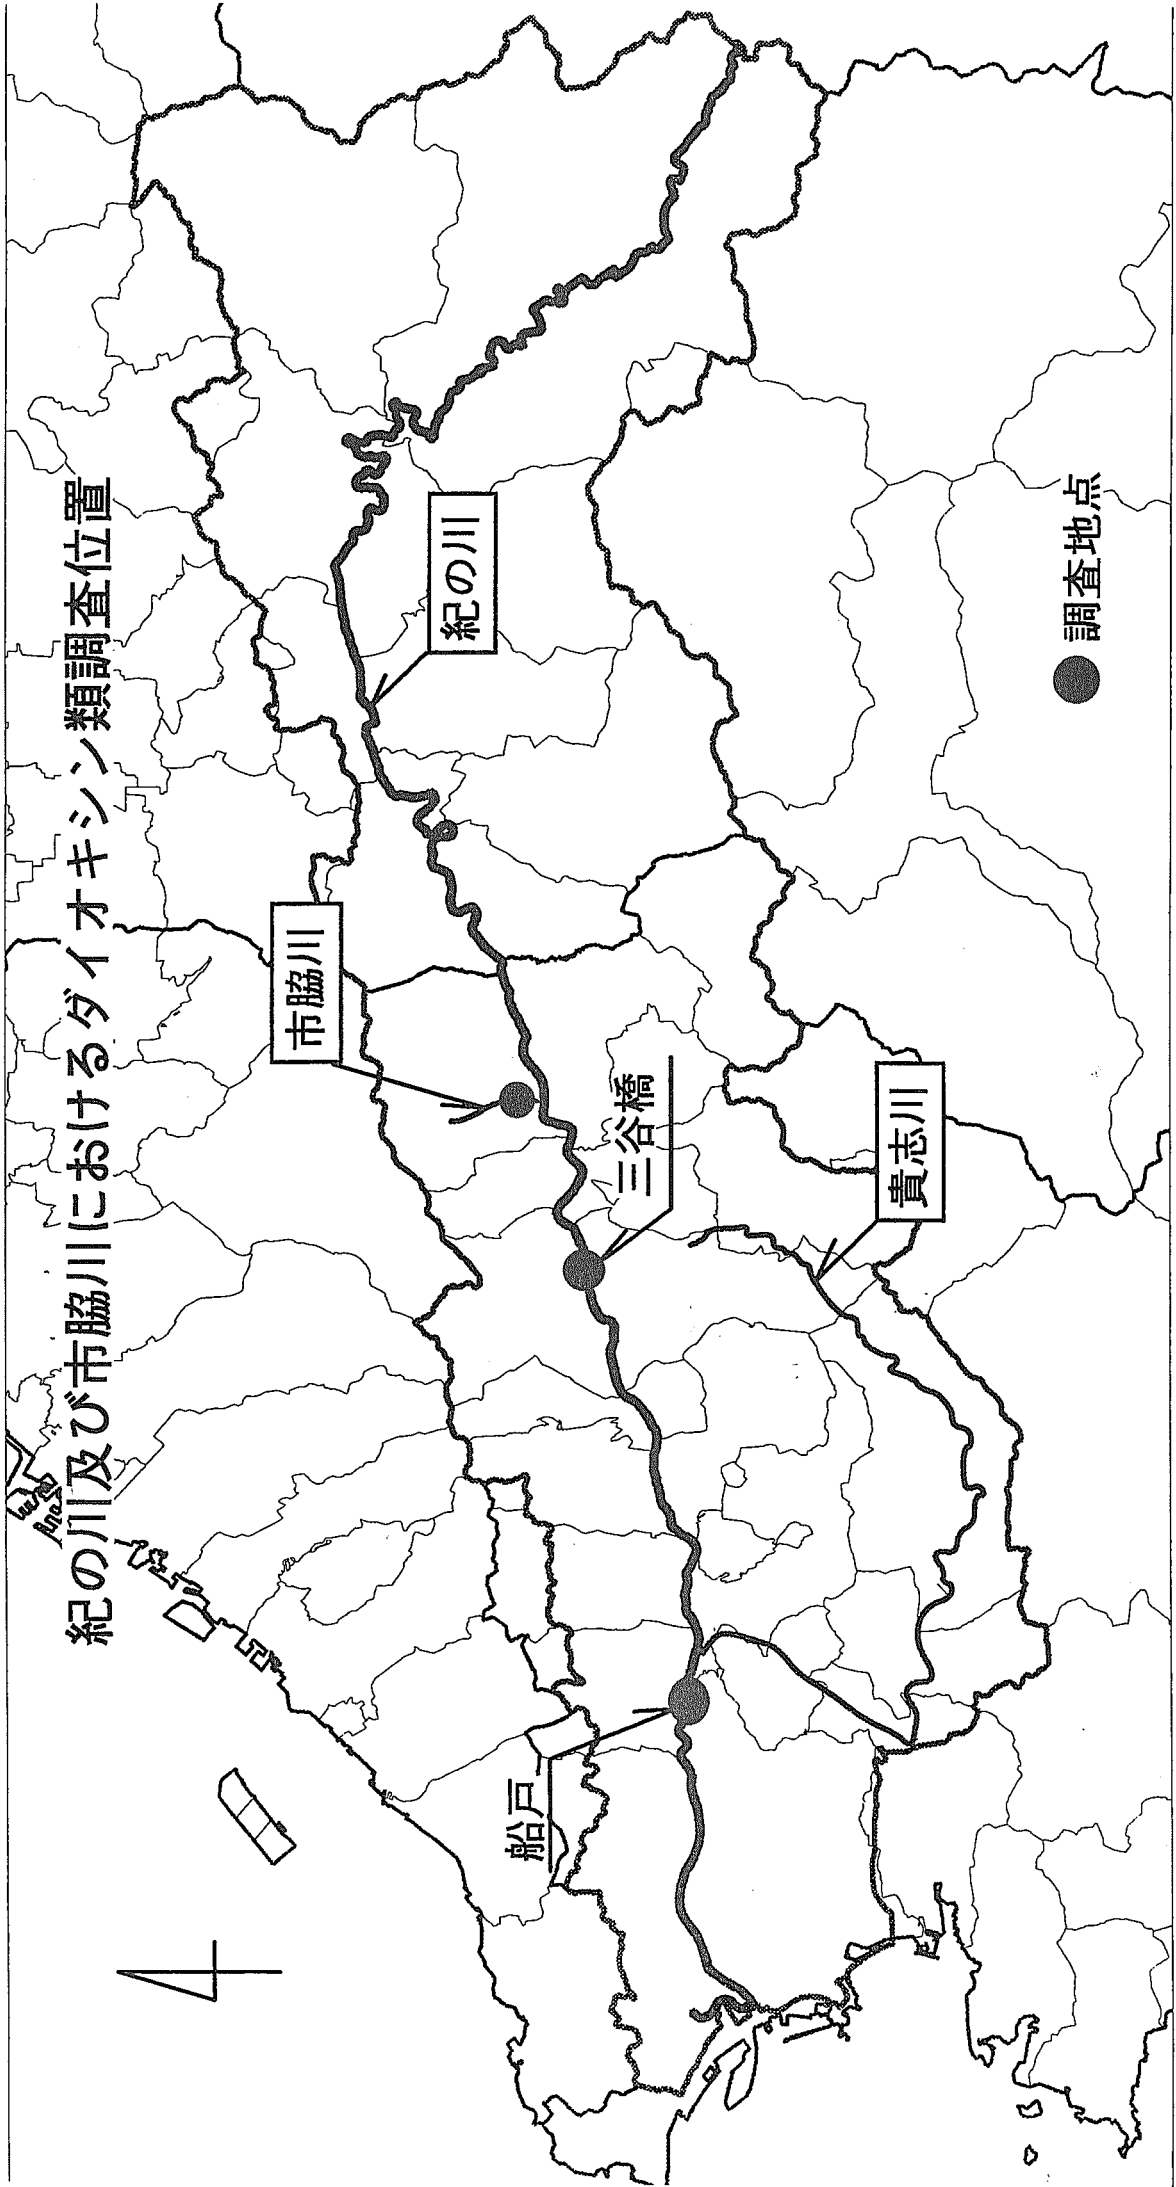 紀の川及び市脇川におけるダイオキシン類調査位置
市脇川
紀の川
三谷橋
船戸
貴志川
調査地点